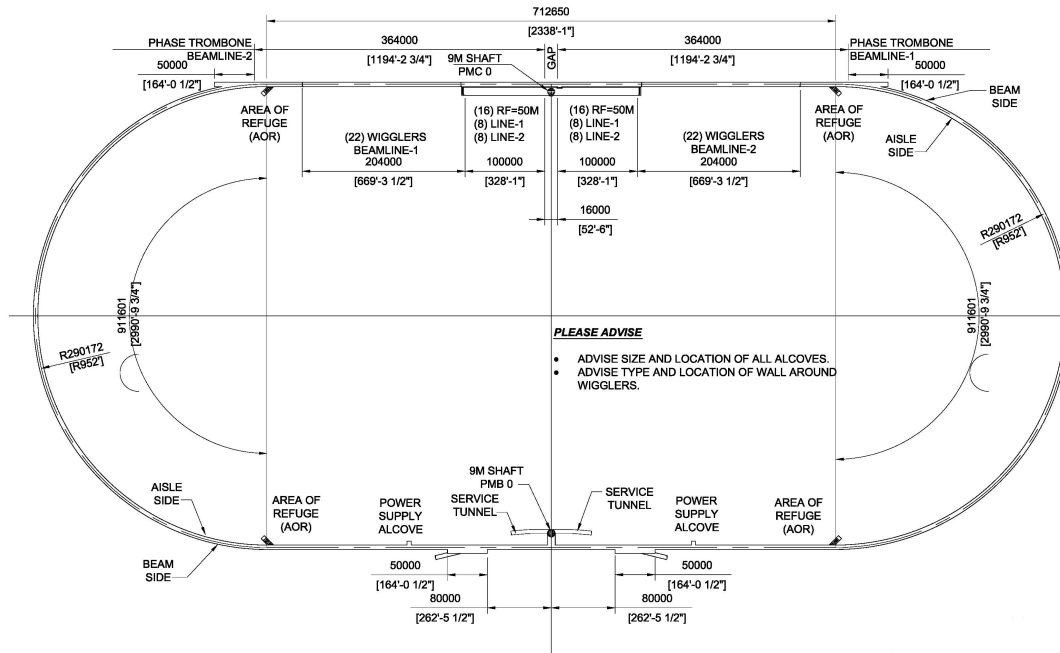 712650
[2338'-1"]
PHASE TROMBONE
BEAMLINE-2
364000
[1194'-2 3/4"]
GAP
364000
[1194'-2 3/4"]
PHASE TROMBONE
BEAMLINE-1
50000
[164'-0 1/2"]
9M SHAFT
PMC 0
50000
[164'-0 1/2"]
BEAM
SIDE
AISLE
SIDE
AREA OF
REFUGE
(AOR)
(22) WIGGLERS
BEAMLINE-1
204000
[669'-3 1/2"]
(16) RF=50M
(8) LINE-1
(8) LINE-2
100000
[328'-1"]
(16) RF=50M
(8) LINE-1
(8) LINE-2
100000
[328'-1"]
(22) WIGGLERS
BEAMLINE-2
204000
[669'-3 1/2"]
AREA OF
REFUGE
(AOR)
16000
[52'-6"]
R290172
[R952']
911601
[2990'-9 3/4"]
911601
[2990'-9 3/4"]
R290172
[R952']
PLEASE ADVISE
• ADVISE SIZE AND LOCATION OF ALL ALCOVES.
• ADVISE TYPE AND LOCATION OF WALL AROUND
WIGGLERS.
AISLE
SIDE
BEAM
SIDE
AREA OF
REFUGE
(AOR)
POWER
SUPPLY
ALCOVE
9M SHAFT
PMB 0
SERVICE
TUNNEL
SERVICE
TUNNEL
POWER
SUPPLY
ALCOVE
AREA OF
REFUGE
(AOR)
50000
[164'-0 1/2"]
50000
[164'-0 1/2"]
80000
[262'-5 1/2"]
80000
[262'-5 1/2"]